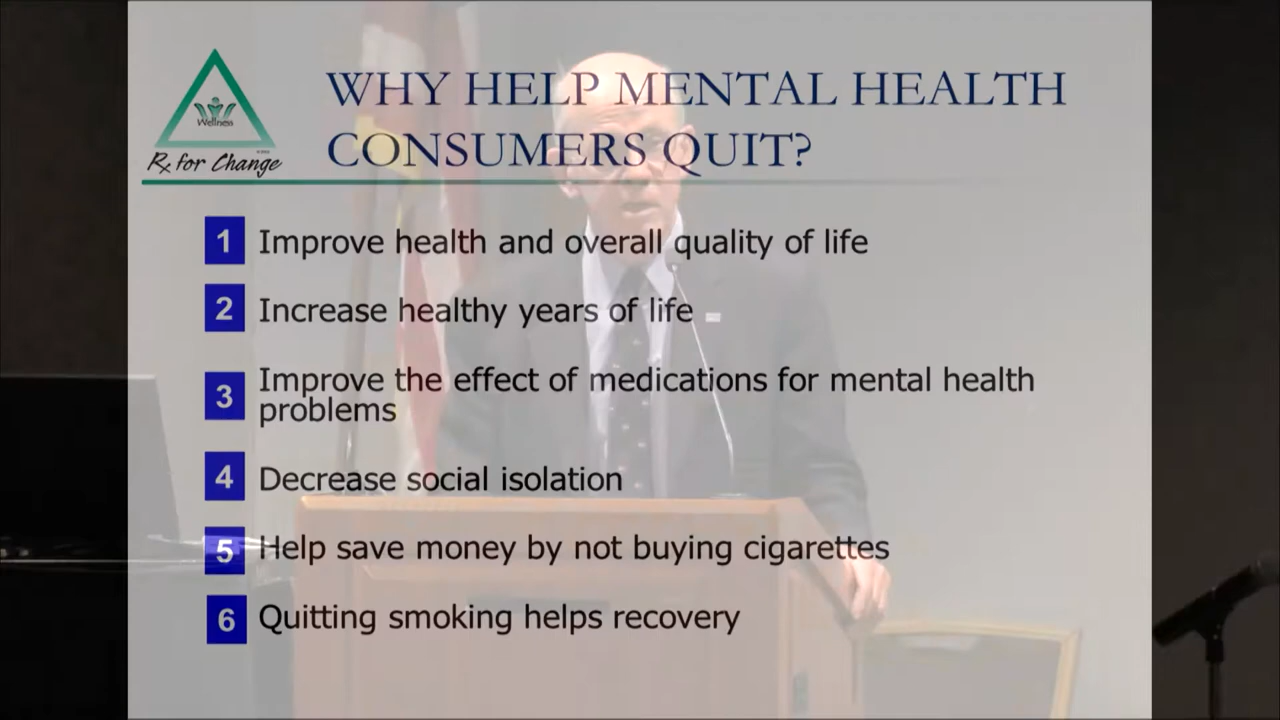 WHY HELP MENTAL HEALTH
CONSUMERS QUIT?
Wellness
Rx for Change
1 Improve health and overall quality of life
2 Increase healthy years of life
3 Improve the effect of medications for mental health
problems
4 Decrease social isolation
5 Help save money by not buying cigarettes
6 Quitting smoking helps recovery